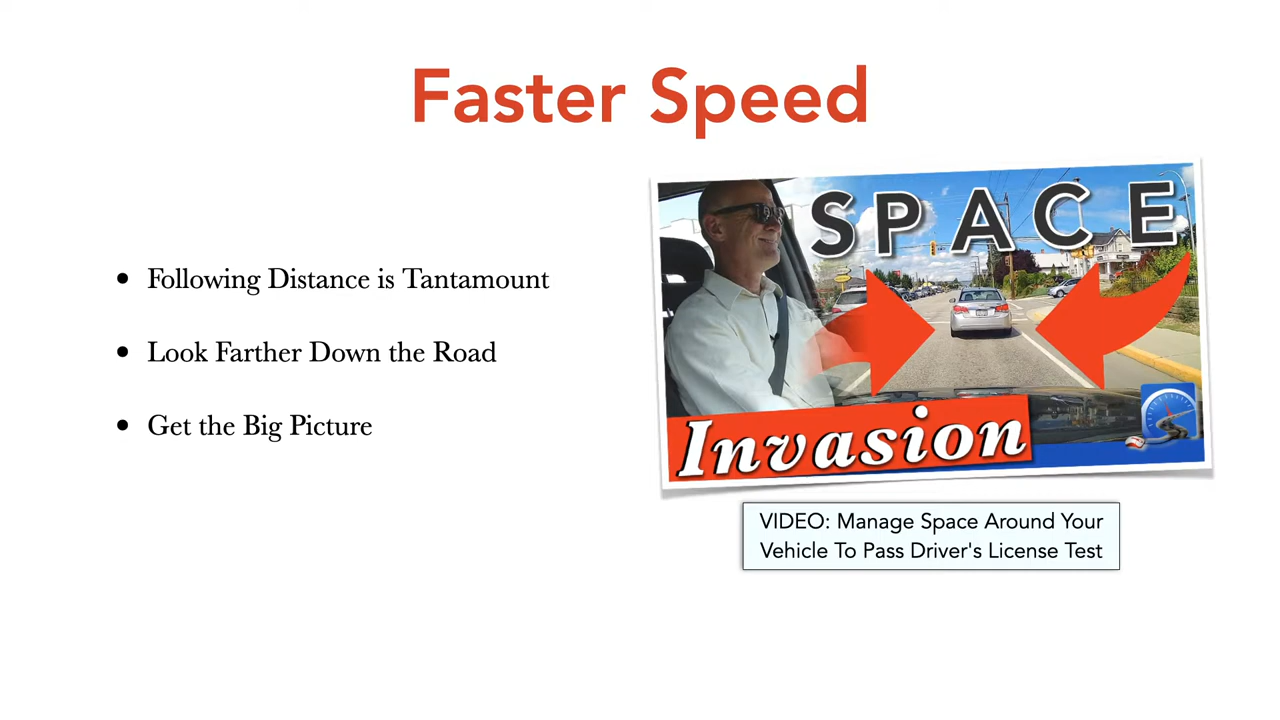 Faster Speed
• Following Distance is Tantamount
• Look Farther Down the Road
• Get the Big Picture
SPACE
Invasion
VIDEO: Manage Space Around Your
Vehicle To Pass Driver's License Test